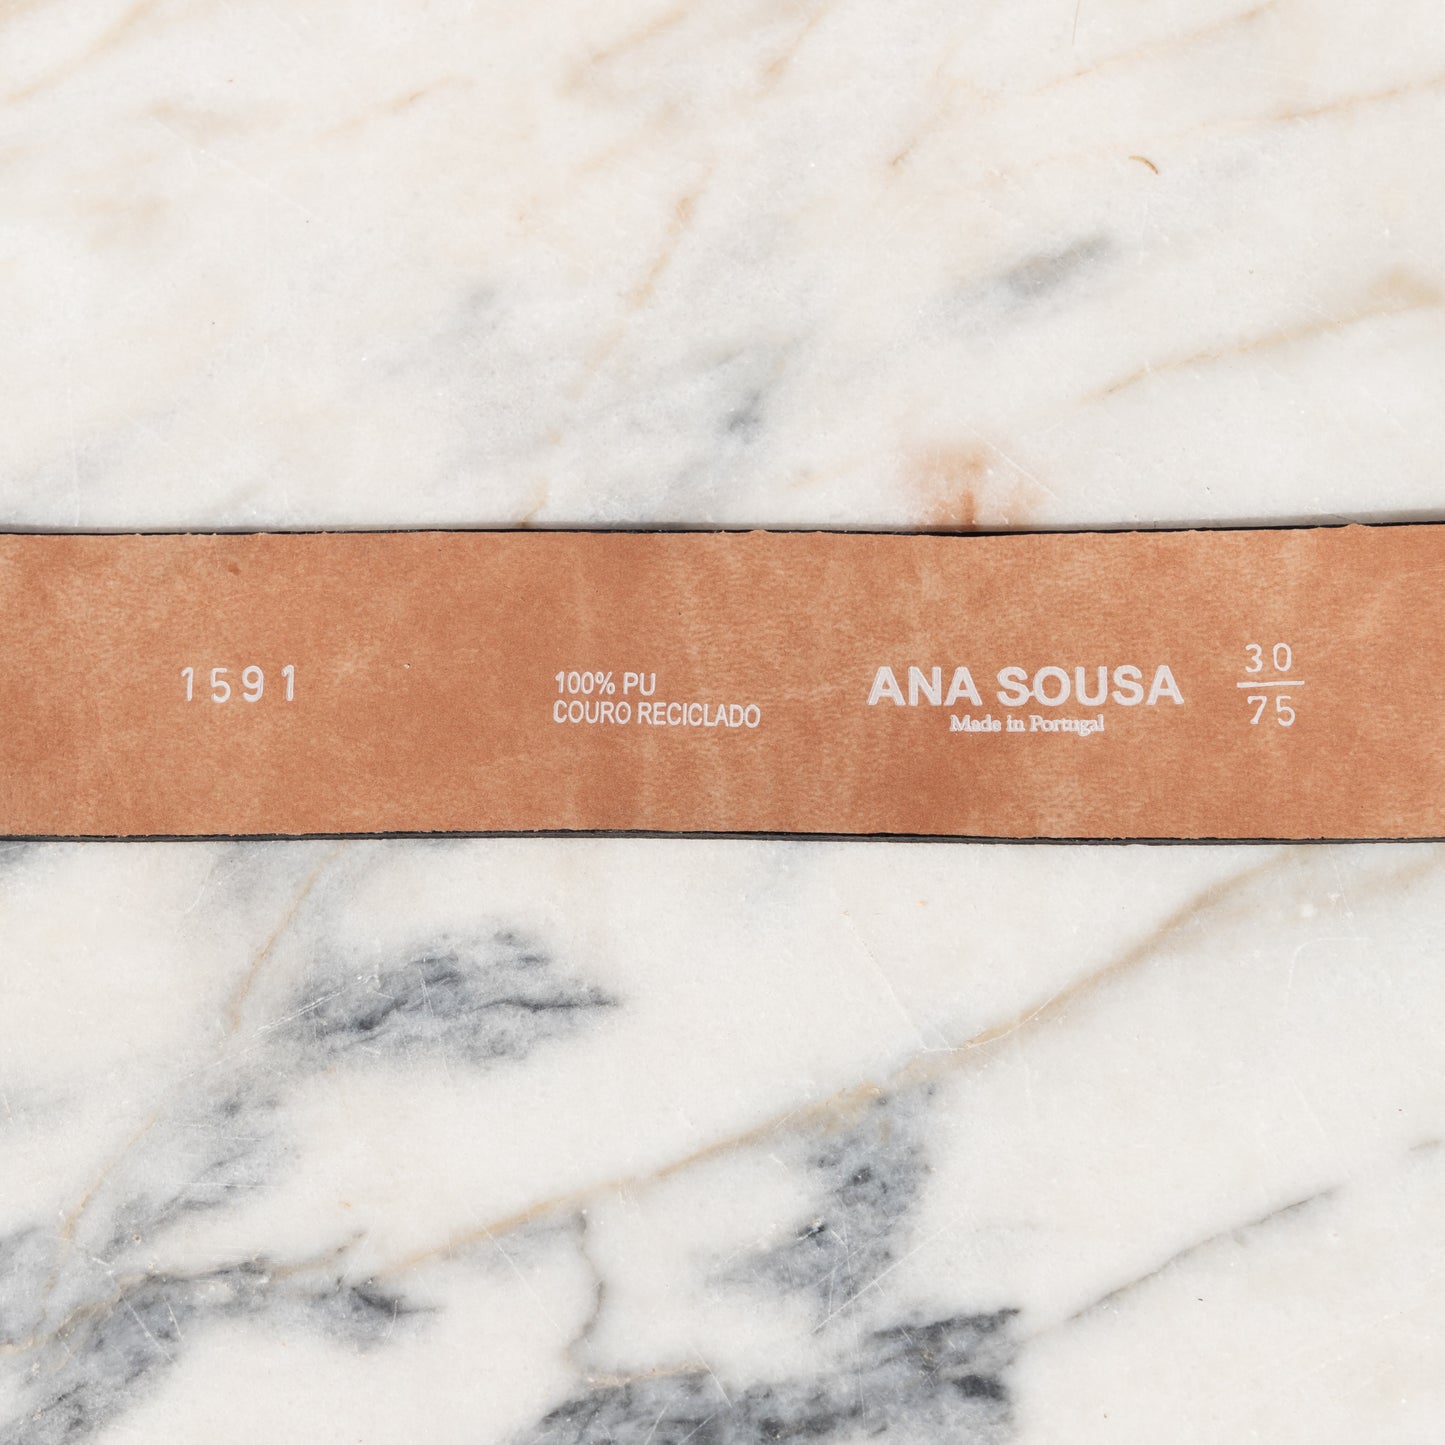 1591
100% PU
COURO RECICLADO
ANA SOUSA
Made in Portugal
30
75